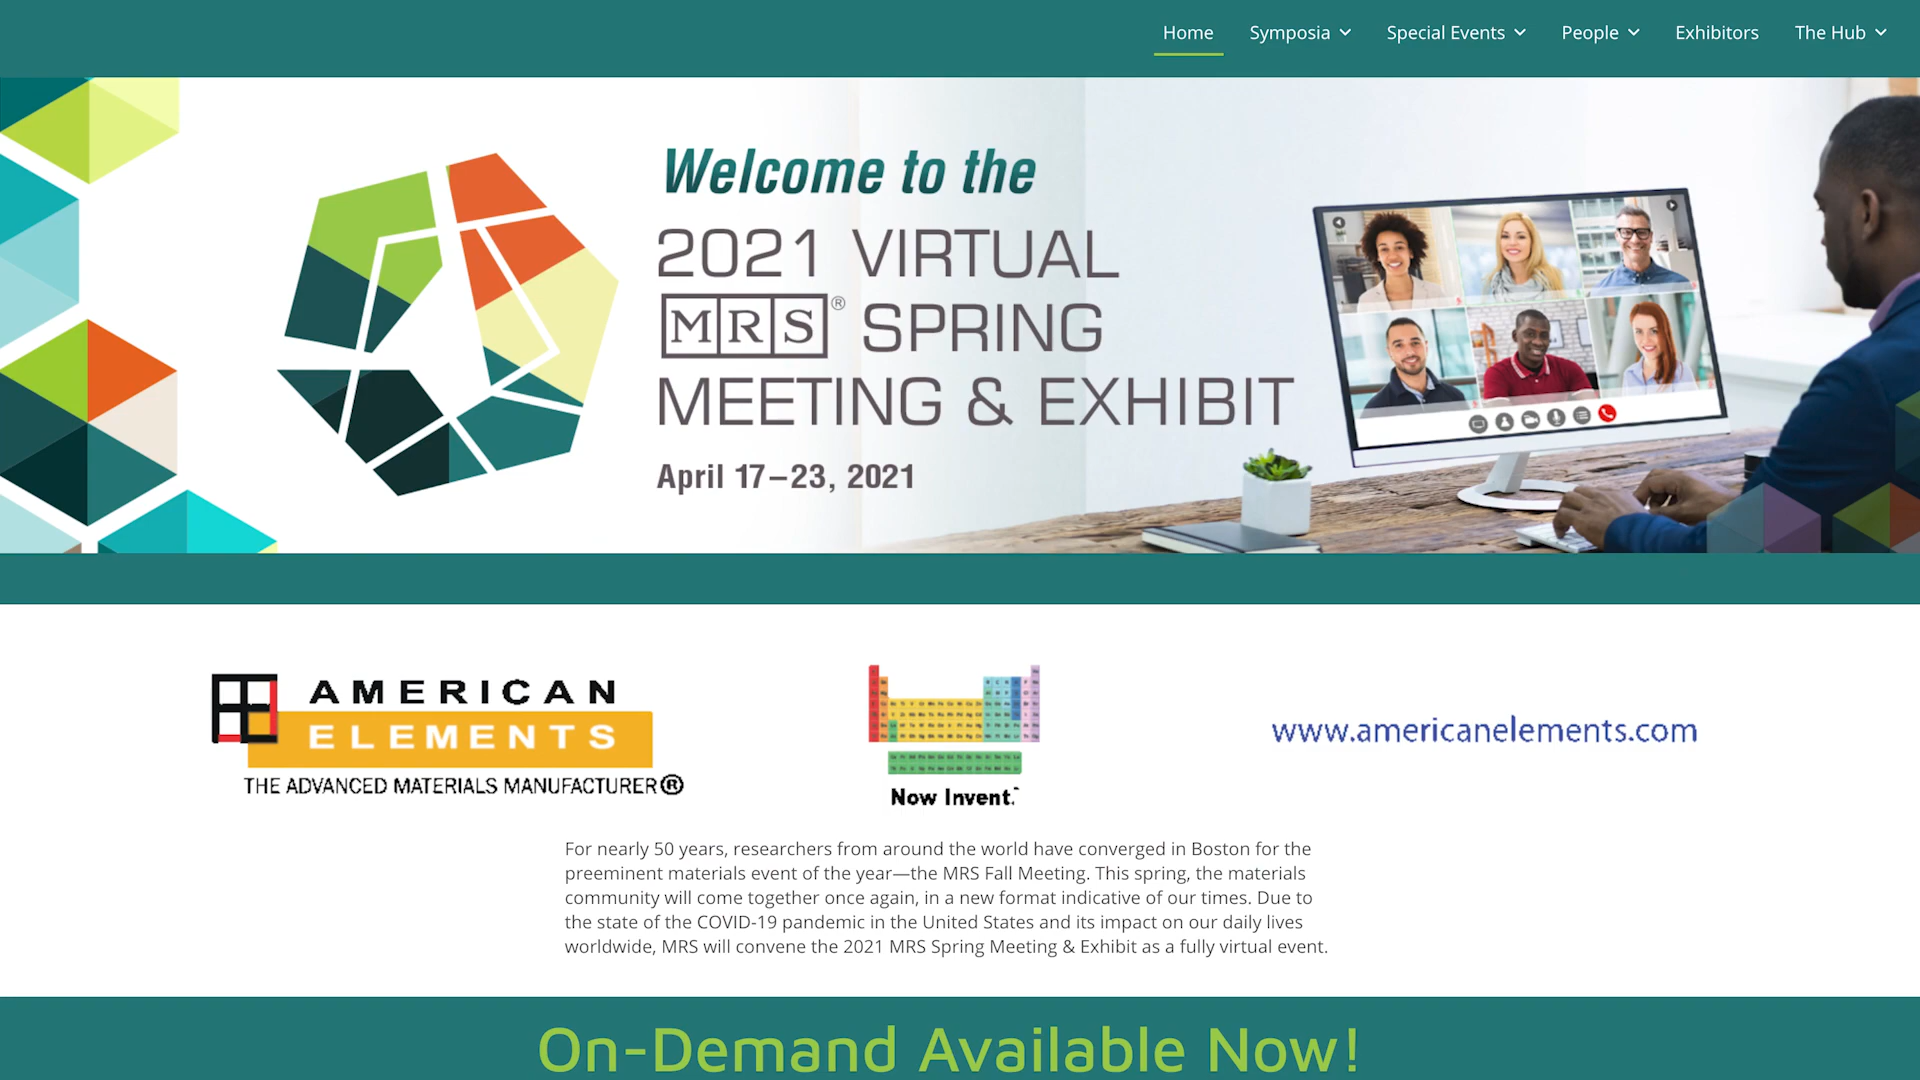 Home Symposia Special Events People Exhibitors The Hub
Welcome to the
2021 VIRTUAL
MRS® SPRING
MEETING & EXHIBIT
April 17–23, 2021
AMERICAN
ELEMENTS
THE ADVANCED MATERIALS MANUFACTURER®
Now Invent.™
www.americanelements.com
For nearly 50 years, researchers from around the world have converged in Boston for the
preeminent materials event of the year—the MRS Fall Meeting. This spring, the materials
community will come together once again, in a new format indicative of our times. Due to
the state of the COVID-19 pandemic in the United States and its impact on our daily lives
worldwide, MRS will convene the 2021 MRS Spring Meeting & Exhibit as a fully virtual event.
On-Demand Available Now!